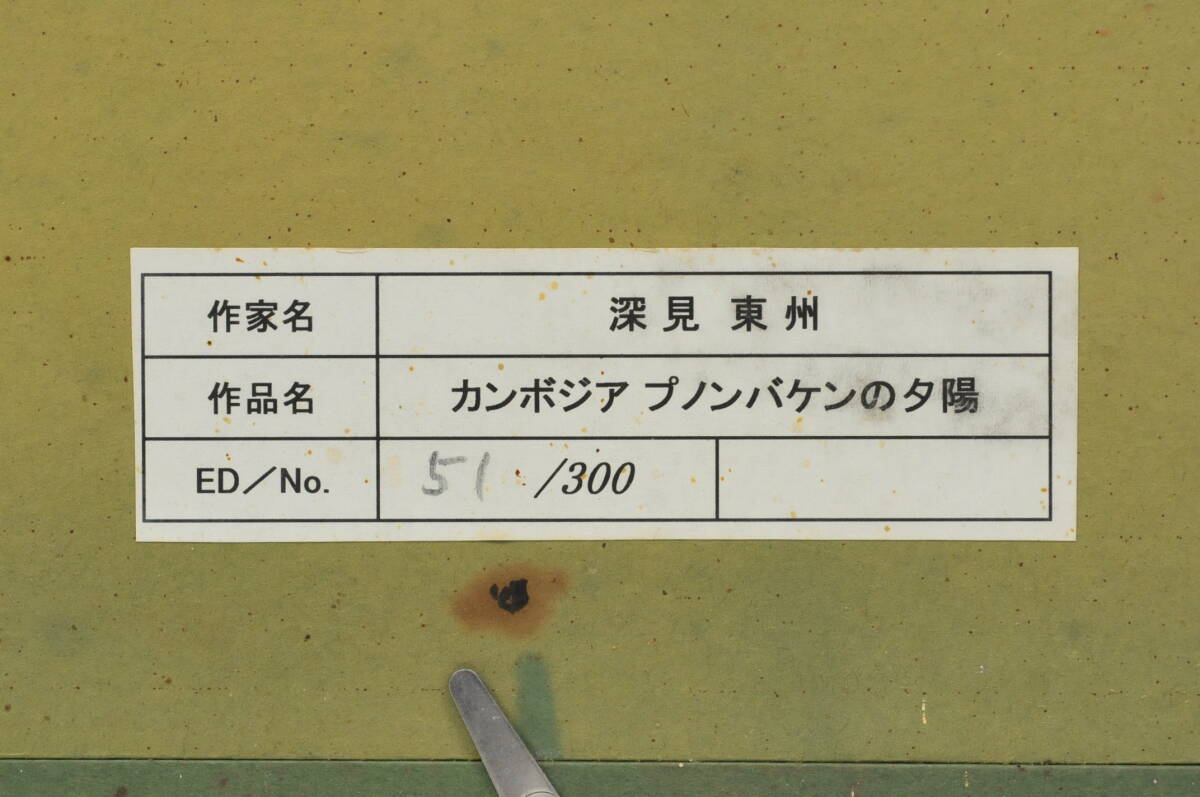 作家名 深見 東州
作品名 カンボジア プノンバケンの夕陽
ED／No. 51 /300